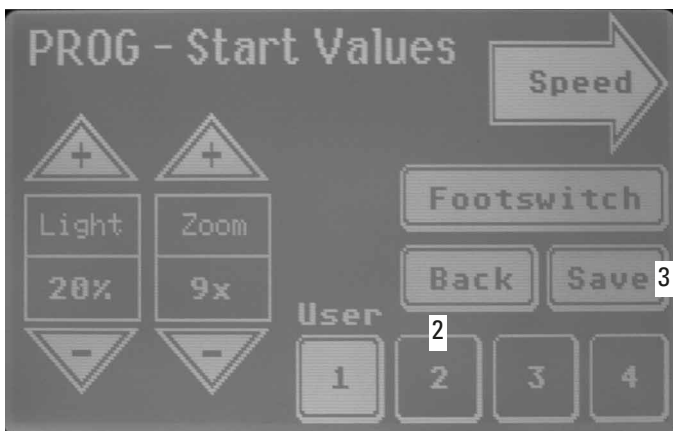 PROG - Start Values
Speed
+ +
Footswitch
Light Zoom
20% 9x
Back Save 3
User 2
- -
1 2 3 4